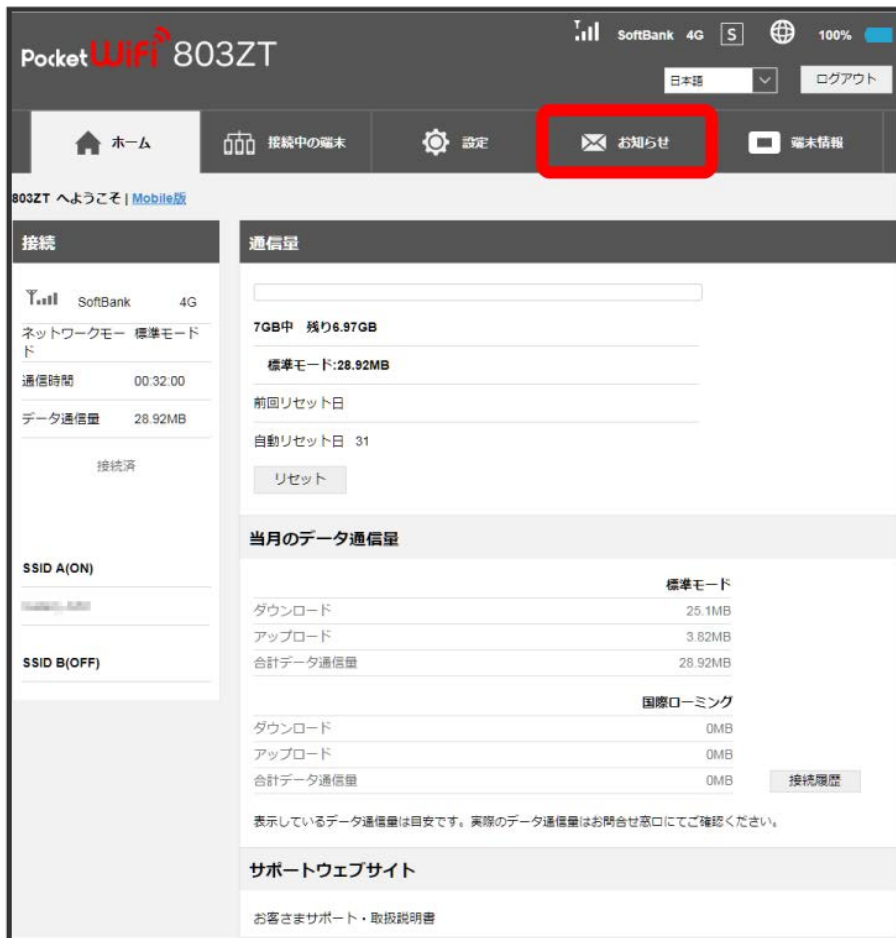 Pocket WiFi 803ZT
SoftBank 4G S 100%
日本語 ログアウト
ホーム 接続中の端末 設定 お知らせ 端末情報
803ZT へようこそ | Mobile版
接続
SoftBank 4G
ネットワークモー 標準モード
ド
通信時間 00:32:00
データ通信量 28.92MB
接続済
SSID A(ON)
SSID B(OFF)
通信量
7GB中 残り6.97GB
標準モード:28.92MB
前回リセット日
自動リセット日 31
リセット
当月のデータ通信量
標準モード
ダウンロード 25.1MB
アップロード 3.82MB
合計データ通信量 28.92MB
国際ローミング
ダウンロード 0MB
アップロード 0MB
合計データ通信量 0MB 接続履歴
表示しているデータ通信量は目安です。実際のデータ通信量はお問合せ窓口にてご確認ください。
サポートウェブサイト
お客さまサポート・取扱説明書